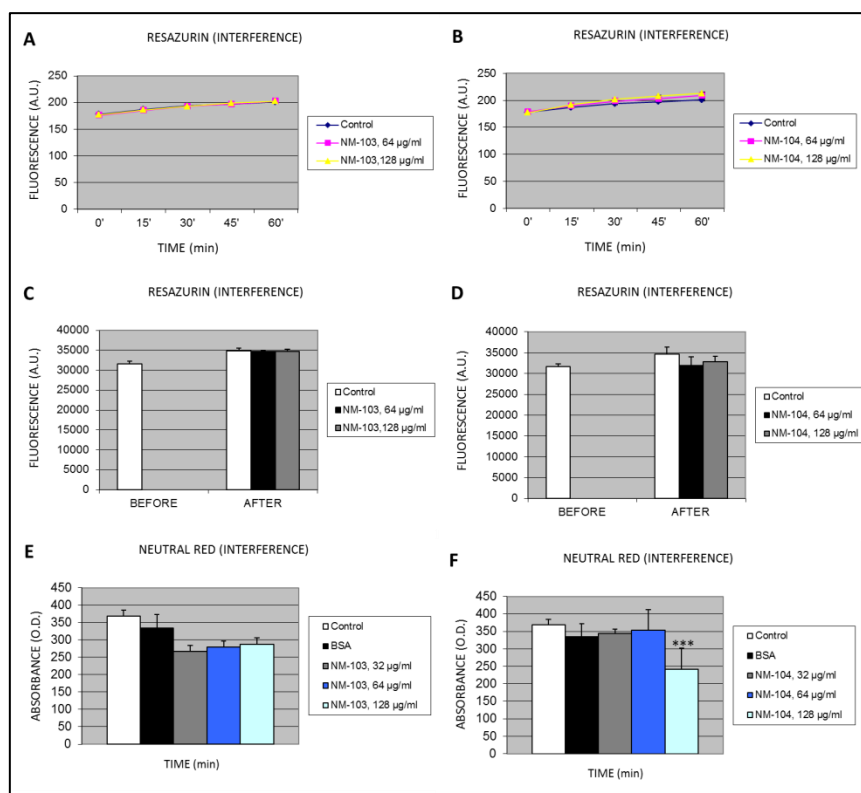 A
RESAZURIN (INTERFERENCE)
FLUORESCENCE (A.U.)
250
200
150
100
50
0
0' 15' 30' 45' 60'
TIME (min)
Control
NM-103, 64 µg/ml
NM-103,128 µg/ml
B
RESAZURIN (INTERFERENCE)
FLUORESCENCE (A.U.)
250
200
150
100
50
0
0' 15' 30' 45' 60'
TIME (min)
Control
NM-104, 64 µg/ml
NM-104, 128 µg/ml
C
RESAZURIN (INTERFERENCE)
FLUORESCENCE (A.U.)
40000
35000
30000
25000
20000
15000
10000
5000
0
BEFORE AFTER
Control
NM-103, 64 µg/ml
NM-103,128 µg/ml
D
RESAZURIN (INTERFERENCE)
FLUORESCENCE (A.U.)
40000
35000
30000
25000
20000
15000
10000
5000
0
BEFORE AFTER
Control
NM-104, 64 µg/ml
NM-104, 128 µg/ml
E
NEUTRAL RED (INTERFERENCE)
ABSORBANCE (O.D.)
450
400
350
300
250
200
150
100
50
0
TIME (min)
Control
BSA
NM-103, 32 µg/ml
NM-103, 64 µg/ml
NM-103, 128 µg/ml
F
NEUTRAL RED (INTERFERENCE)
ABSORBANCE (O.D.)
450
400
350
300
250
200
150
100
50
0
***
TIME (min)
Control
BSA
NM-104, 32 µg/ml
NM-104, 64 µg/ml
NM-104, 128 µg/ml